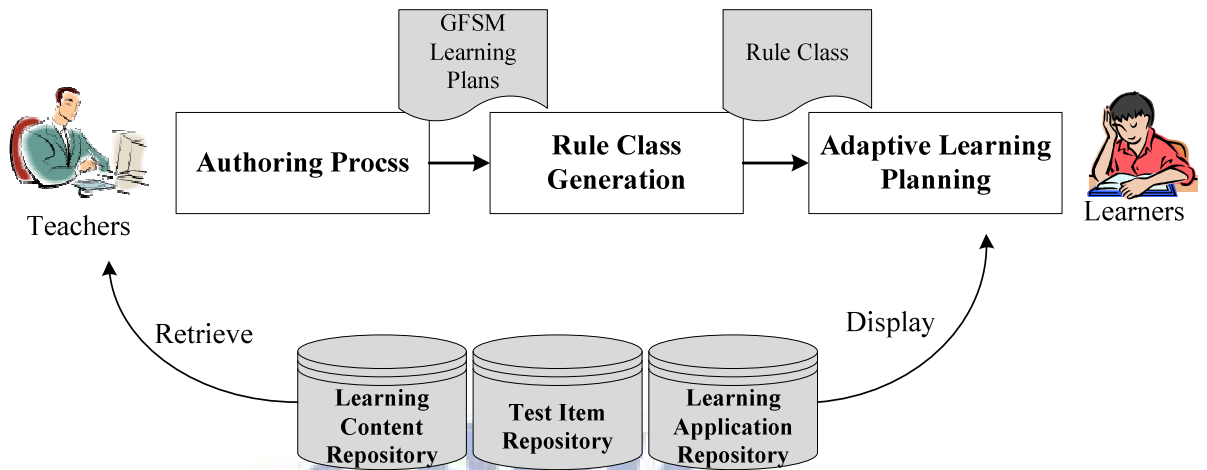 GFSM
Learning
Plans
Rule Class
Authoring Procss
Rule Class
Generation
Adaptive Learning
Planning
Teachers
Learners
Retrieve
Display
Learning
Content
Repository
Test Item
Repository
Learning
Application
Repository